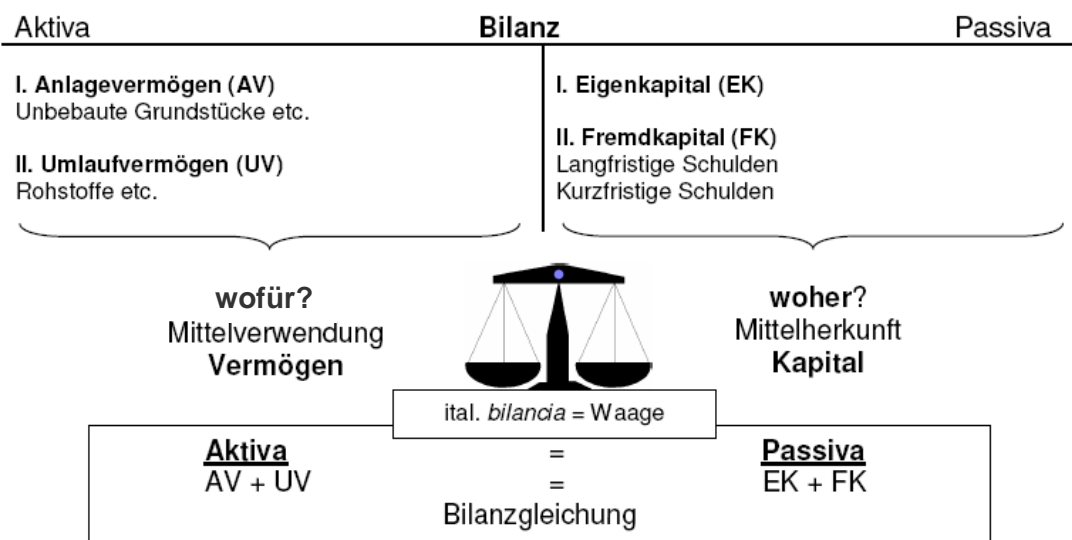 Aktiva Bilanz Passiva
I. Anlagevermögen (AV)
Unbebaute Grundstücke etc.
II. Umlaufvermögen (UV)
Rohstoffe etc.
I. Eigenkapital (EK)
II. Fremdkapital (FK)
Langfristige Schulden
Kurzfristige Schulden
wofür?
Mittelverwendung
Vermögen
woher?
Mittelherkunft
Kapital
ital. bilancia = Waage
Aktiva = Passiva
AV + UV = EK + FK
Bilanzgleichung